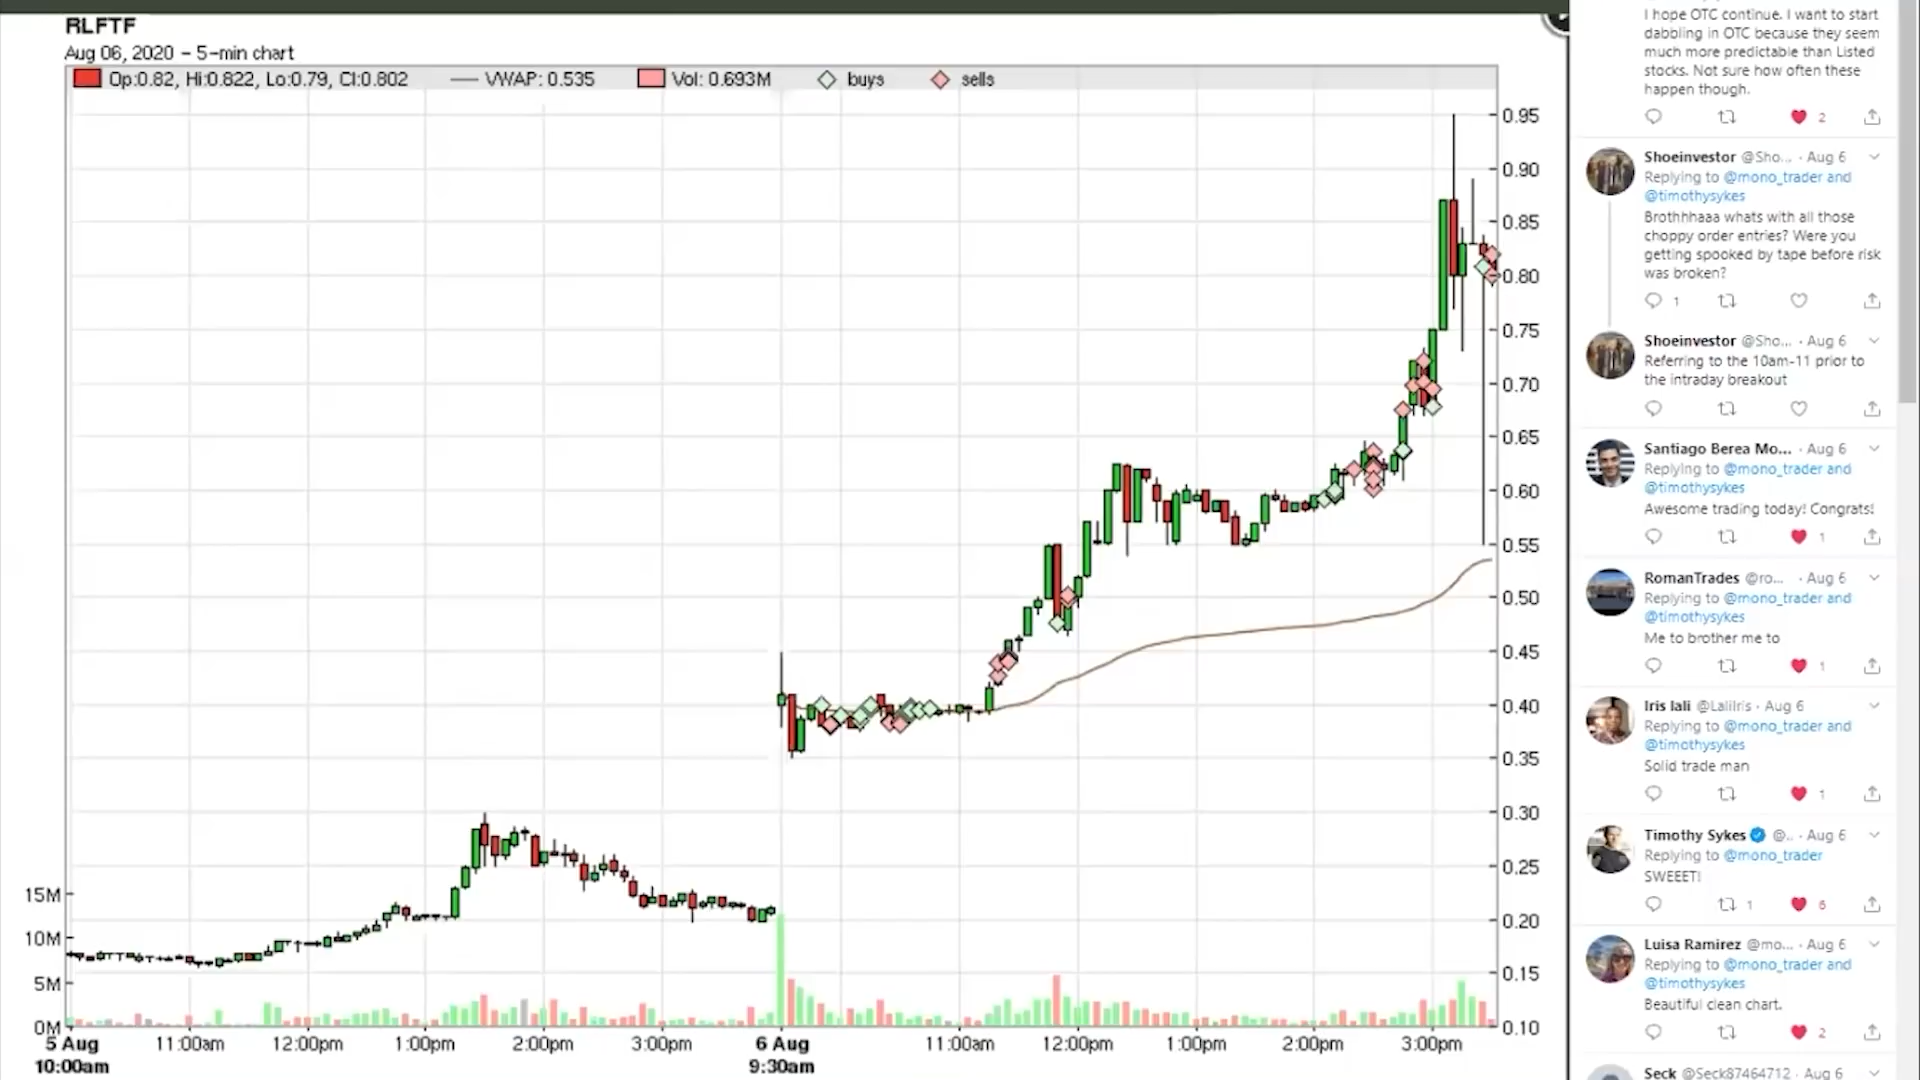 RLFTF
Aug 06, 2020 - 5-min chart
Op:0.82, Hi:0.822, Lo:0.79, Cl:0.802
VWAP: 0.535
Vol: 0.693M
buys
sells
0.95
0.90
0.85
0.80
0.75
0.70
0.65
0.60
0.55
0.50
0.45
0.40
0.35
0.30
0.25
0.20
0.15
0.10
15M
10M
5M
0M
5 Aug
10:00am
11:00am
12:00pm
1:00pm
2:00pm
3:00pm
6 Aug
9:30am
11:00am
12:00pm
1:00pm
2:00pm
3:00pm
I hope OTC continue. I want to start
dabbling in OTC because they seem
much more predictable than Listed
stocks. Not sure how often these
happen though.
2
Shoeinvestor @Sho... · Aug 6
Replying to @mono_trader and
@timothysykes
Brothhhaaa whats with all those
choppy order entries? Were you
getting spooked by tape before risk
was broken?
1
Shoeinvestor @Sho... · Aug 6
Referring to the 10am-11 prior to
the intraday breakout
Santiago Berea Mo... · Aug 6
Replying to @mono_trader and
@timothysykes
Awesome trading today! Congrats!
1
RomanTrades @ro... · Aug 6
Replying to @mono_trader and
@timothysykes
Me to brother me to
1
Iris lali @LaliIris · Aug 6
Replying to @mono_trader and
@timothysykes
Solid trade man
1
Timothy Sykes @.. · Aug 6
Replying to @mono_trader
SWEEET!
1 6
Luisa Ramirez @mo... · Aug 6
Replying to @mono_trader and
@timothysykes
Beautiful clean chart.
2
Seck @Seck87464712 · Aug 6